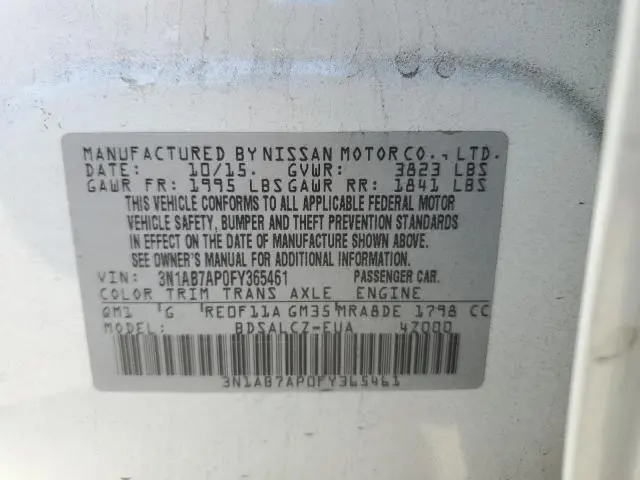 MANUFACTURED BY NISSAN MOTOR CO., LTD.
DATE: 10/15. GVWR: 3823 LBS
GAWR FR: 1995 LBS GAWR RR: 1841 LBS
THIS VEHICLE CONFORMS TO ALL APPLICABLE FEDERAL MOTOR
VEHICLE SAFETY, BUMPER AND THEFT PREVENTION STANDARDS
IN EFFECT ON THE DATE OF MANUFACTURE SHOWN ABOVE.
SEE OWNER'S MANUAL FOR ADDITIONAL INFORMATION.
VIN: 3N1AB7AP0FY365461 PASSENGER CAR.
COLOR TRIM TRANS AXLE ENGINE
QM1 G RE0F11A GM35 MRA8DE 1798 CC
MODEL: BDSALCZ-EUA 4Z000
3N1AB7AP0FY365461